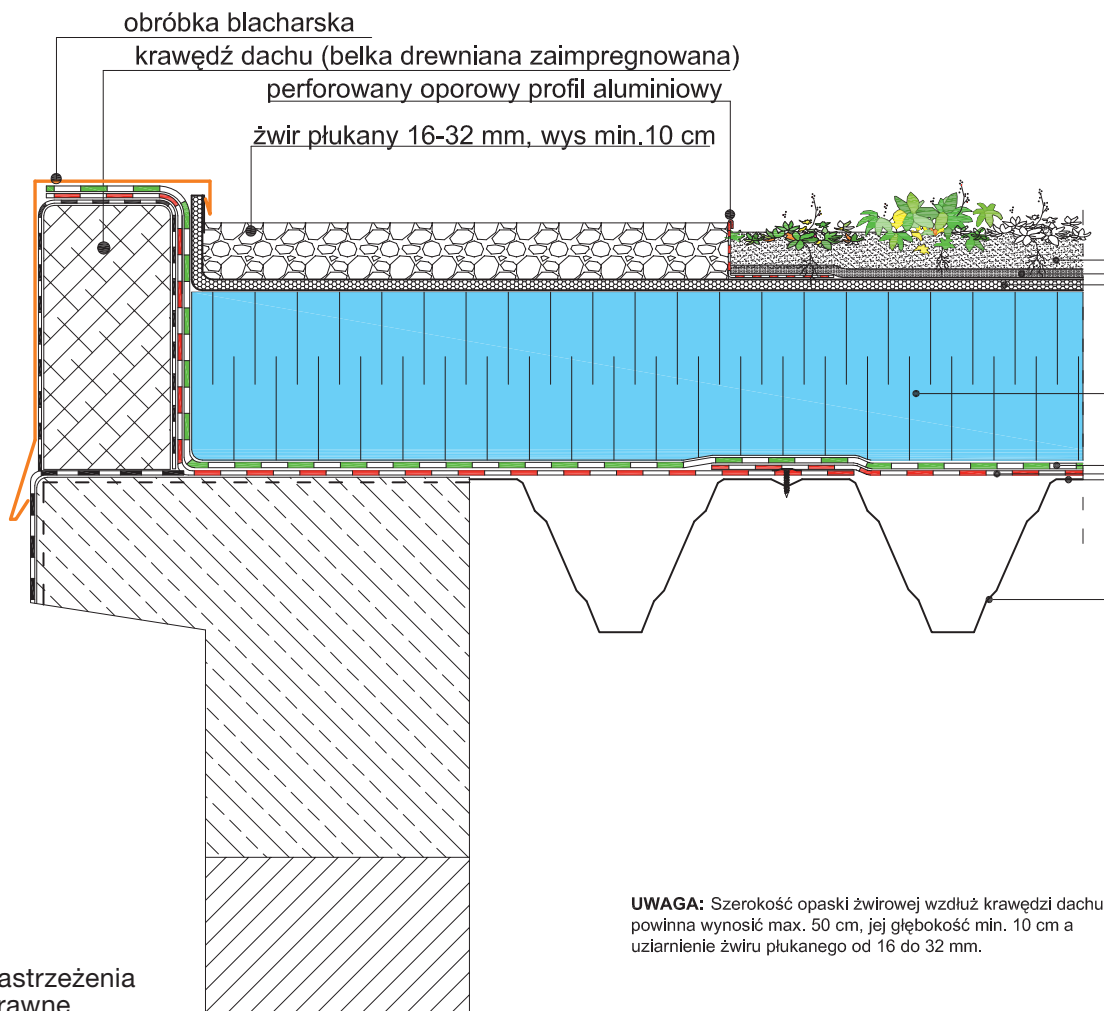 obróbka blacharska
krawędź dachu (belka drewniana zaimpregnowana)
perforowany oporowy profil aluminiowy
żwir płukany 16-32 mm, wys min.10 cm
UWAGA: Szerokość opaski żwirowej wzdłuż krawędzi dachu
powinna wynosić max. 50 cm, jej głębokość min. 10 cm a
uziarnienie żwiru płukanego od 16 do 32 mm.
astrzeżenia
rawne